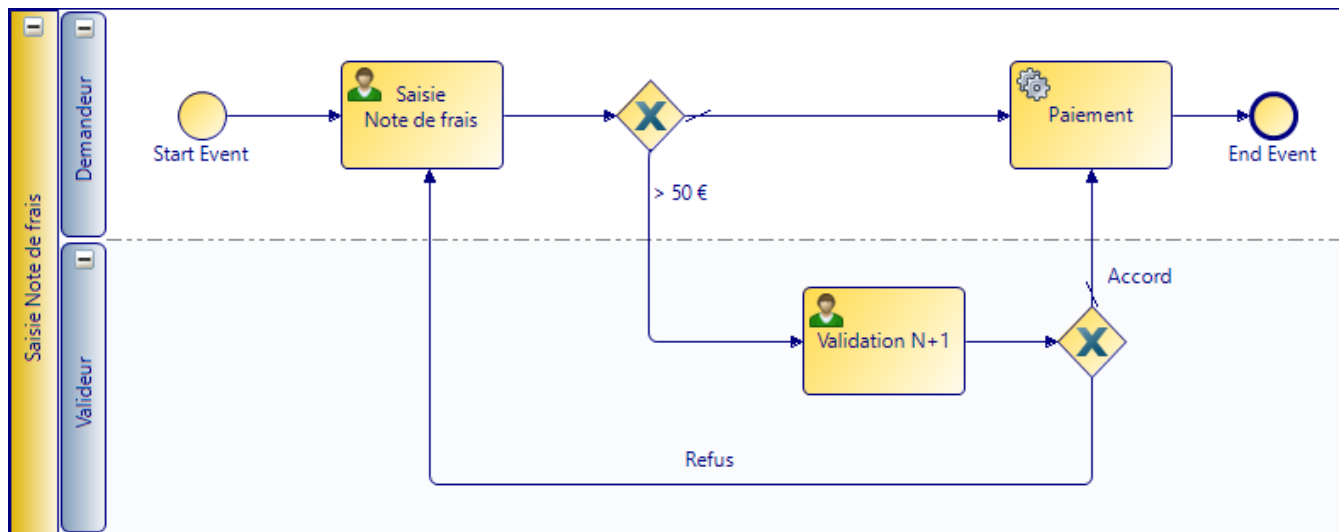 Saisie Note de frais
Demandeur
Start Event
Saisie
Note de frais
> 50 €
Paiement
End Event
Valideur
Validation N+1
Accord
Refus